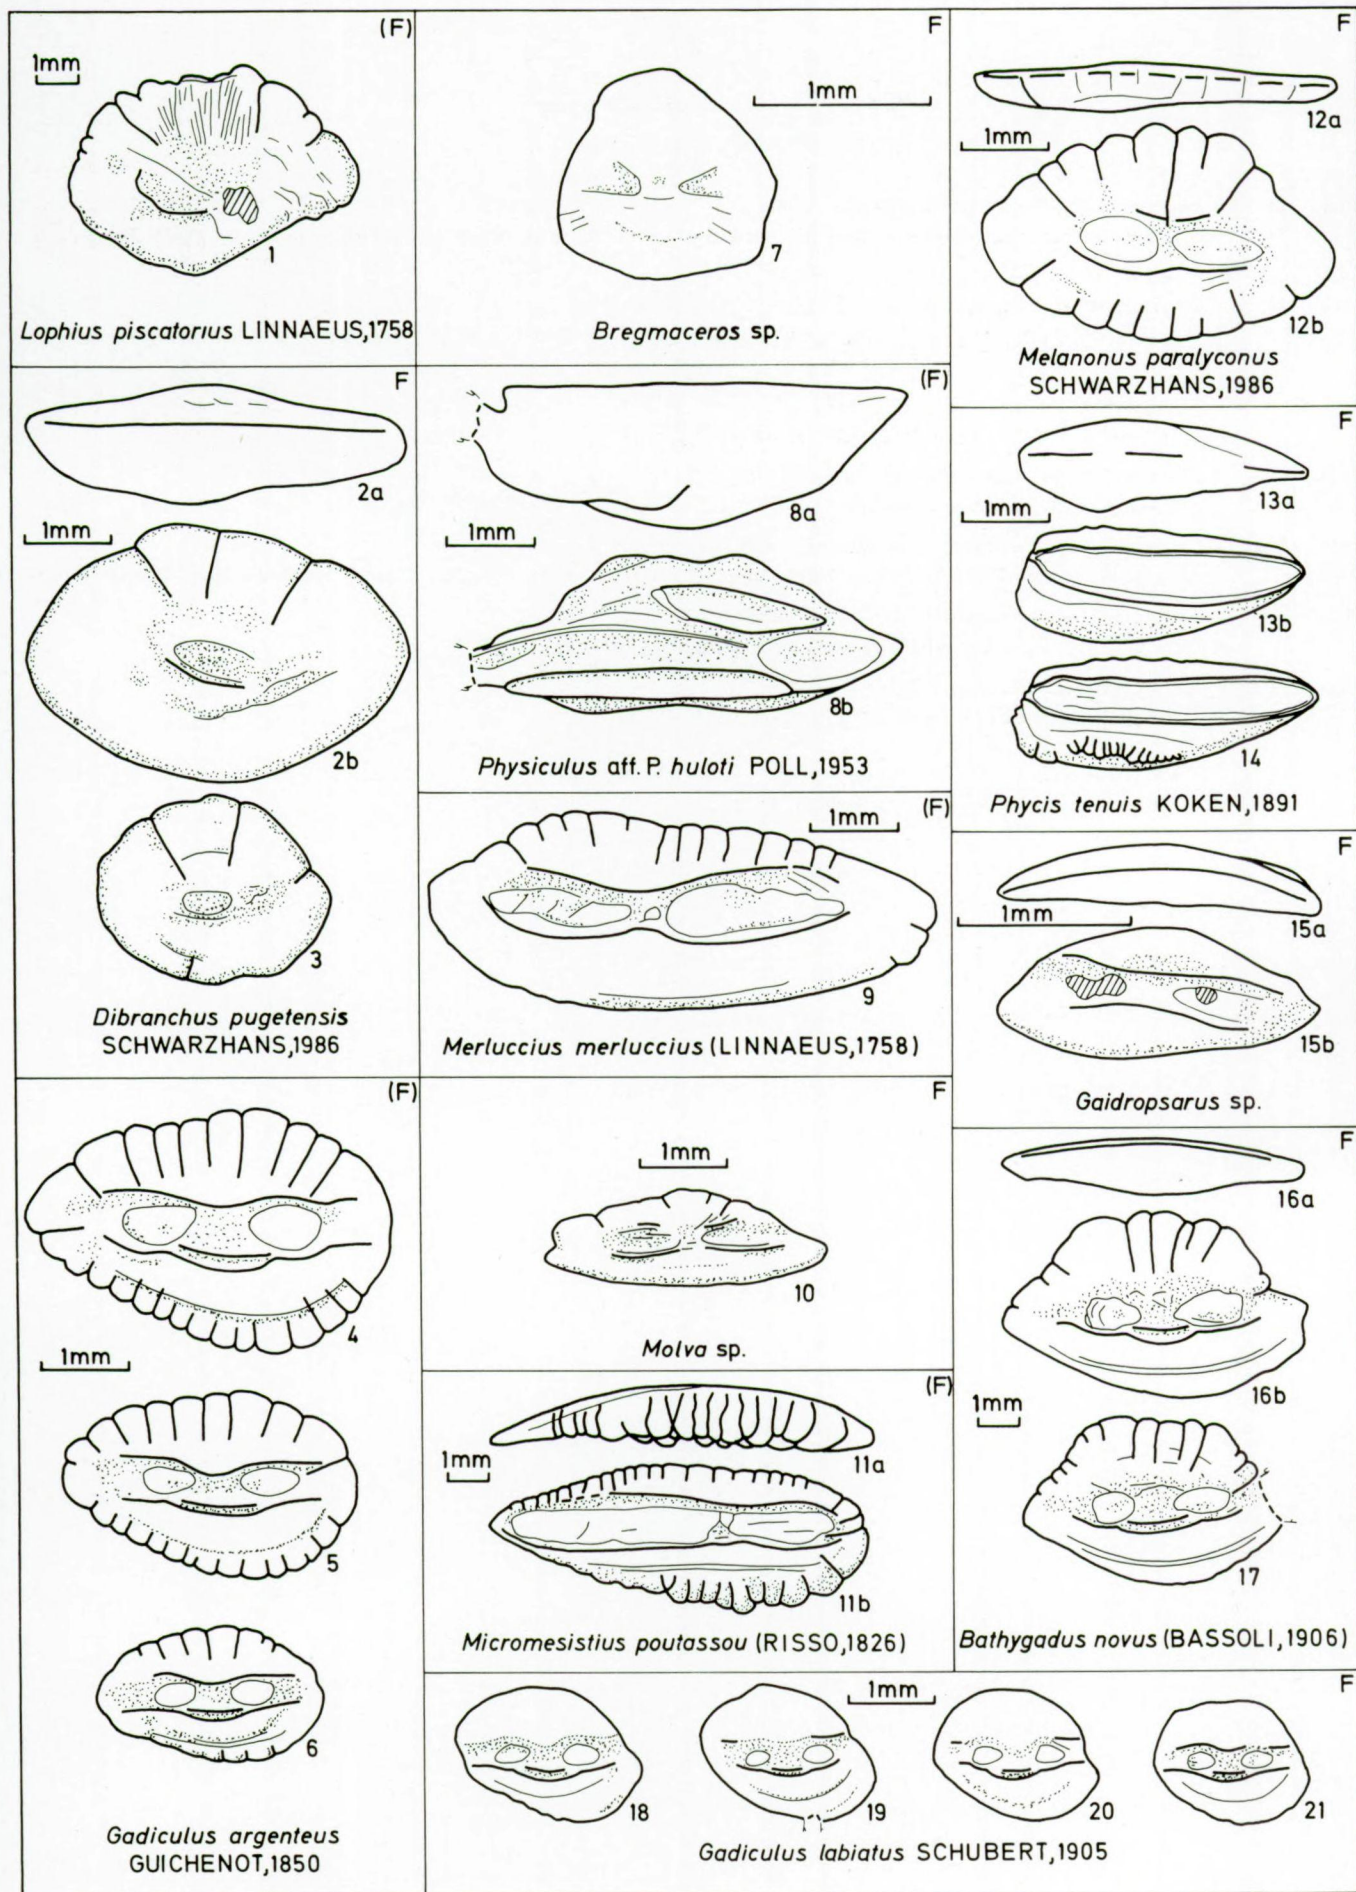 (F)
1mm
1
Lophius piscatorius LINNAEUS,1758
F
2a
1mm
2b
3
Dibranchus pugetensis
SCHWARZHANS,1986
(F)
4
1mm
5
6
Gadiculus argenteus
GUICHENOT,1850
F
1mm
7
Bregmaceros sp.
(F)
8a
1mm
8b
Physiculus aff. P. huloti POLL,1953
(F)
1mm
9
Merluccius merluccius (LINNAEUS,1758)
F
1mm
10
Molva sp.
(F)
11a
1mm
11b
Micromesistius poutassou (RISSO,1826)
F
12a
1mm
12b
Melanonus paralyconus
SCHWARZHANS,1986
F
13a
1mm
13b
14
Phycis tenuis KOKEN,1891
F
15a
1mm
15b
Gaidropsarus sp.
F
16a
16b
1mm
17
Bathygadus novus (BASSOLI,1906)
F
1mm
18
19
20
21
Gadiculus labiatus SCHUBERT,1905